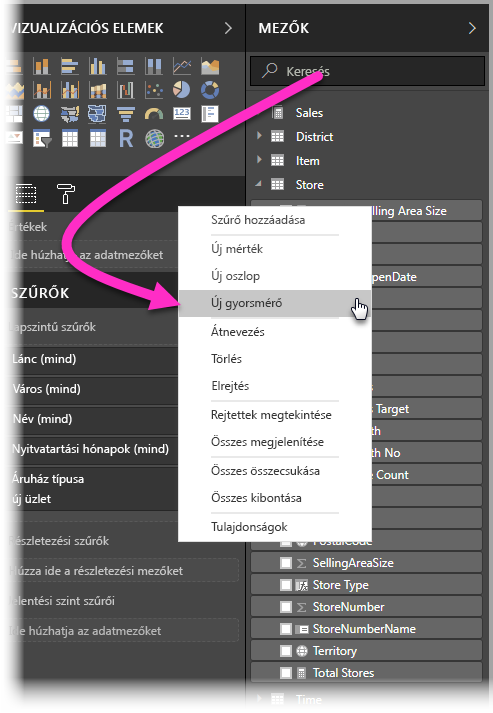 VIZUALIZÁCIÓS ELEMEK
R
123
Értékek
Ide húzhatja az adatmezőket
SZŰRŐK
Lapszintű szűrők
Lánc (mind)
Város (mind)
Név (mind)
Nyitvatartási hónapok (mind)
Áruház típusa
új üzlet
Részletezési szűrők
Húzza ide a részletezési mezőket
Jelentési szint szűrői
Ide húzhatja az adatmezőket
Szűrő hozzáadása
Új mérték
Új oszlop
Új gyorsmérő
Átnevezés
Törlés
Elrejtés
Rejtettek megtekintése
Összes megjelenítése
Összes összecsukása
Összes kibontása
Tulajdonságok
MEZŐK
Keresés
Sales
District
Item
Store
Selling Area Size
OpenDate
Target
No
Count
PostalCode
SellingAreaSize
Store Type
StoreNumber
StoreNumberName
Territory
Total Stores
Time